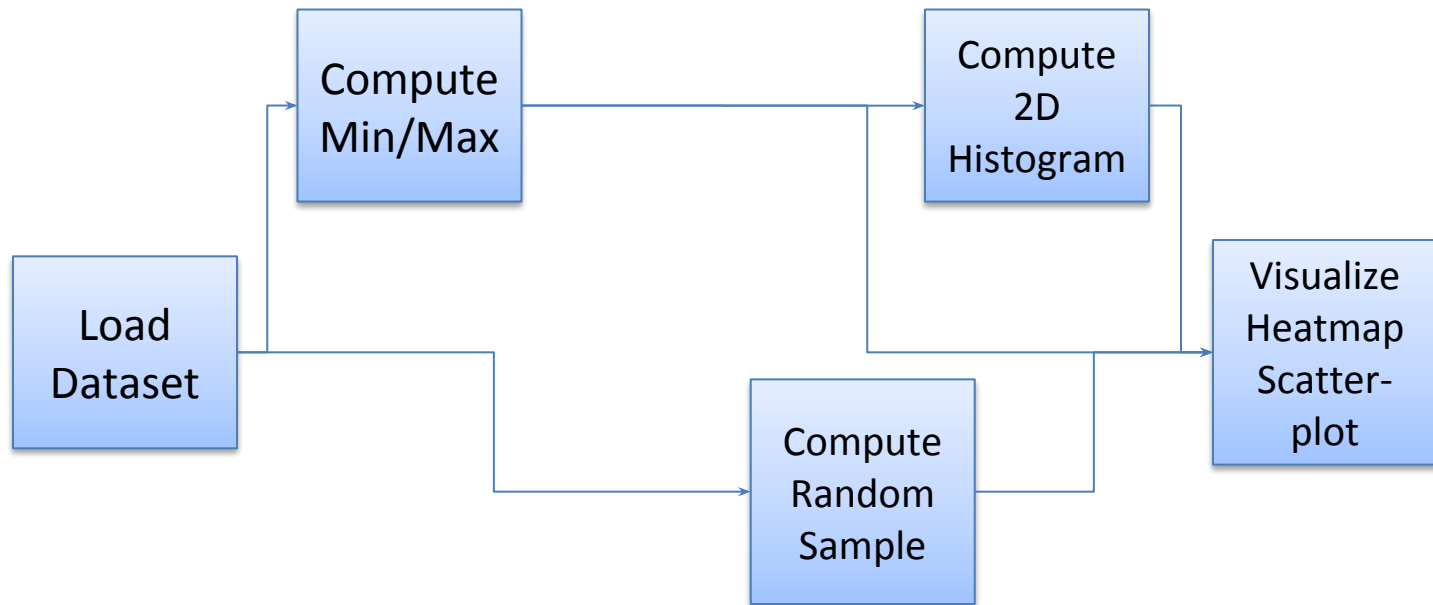 Compute
Min/Max
Compute
2D
Histogram
Load
Dataset
Visualize
Heatmap
Scatter-
plot
Compute
Random
Sample